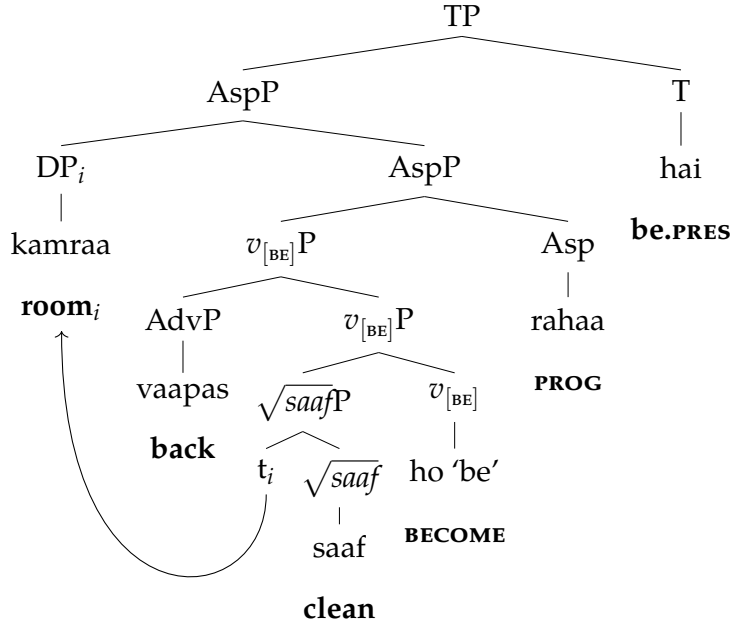 TP
AspP T
DPi AspP hai
kamraa v[BE]P Asp be.PRES
roomi AdvP v[BE]P rahaa
vaapas √saafP v[BE] PROG
back ti √saaf ho ‘be’
saaf BECOME
clean